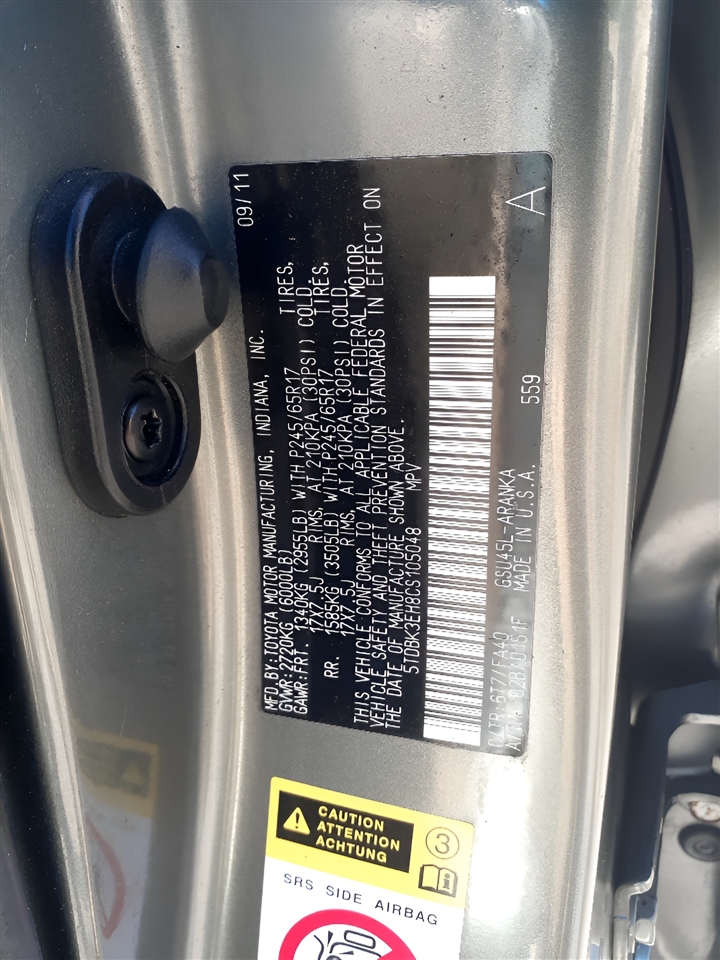 MFD.BY:TOYOTA MOTOR MANUFACTURING, INDIANA, INC. 09/11
GVWR:2720KG (6000LB)
GAWR:FRT. 1340KG (2955LB) WITH P245/65R17 TIRES,
17X7.5J RIMS, AT 210KPA (30PSI) COLD.
RR. 1585KG (3505LB) WITH P245/65R17 TIRES,
17X7.5J RIMS, AT 210KPA (30PSI) COLD.
THIS VEHICLE CONFORMS TO ALL APPLICABLE FEDERAL MOTOR
VEHICLE SAFETY AND THEFT PREVENTION STANDARDS IN EFFECT ON
THE DATE OF MANUFACTURE SHOWN ABOVE.
5TDBK3EH8CS105048 MPV
C/TR:6T7/FA40 GSU45L-ARANKA
MADE IN U.S.A. 559 A
CAUTION
ATTENTION
ACHTUNG
3
SRS SIDE AIRBAG